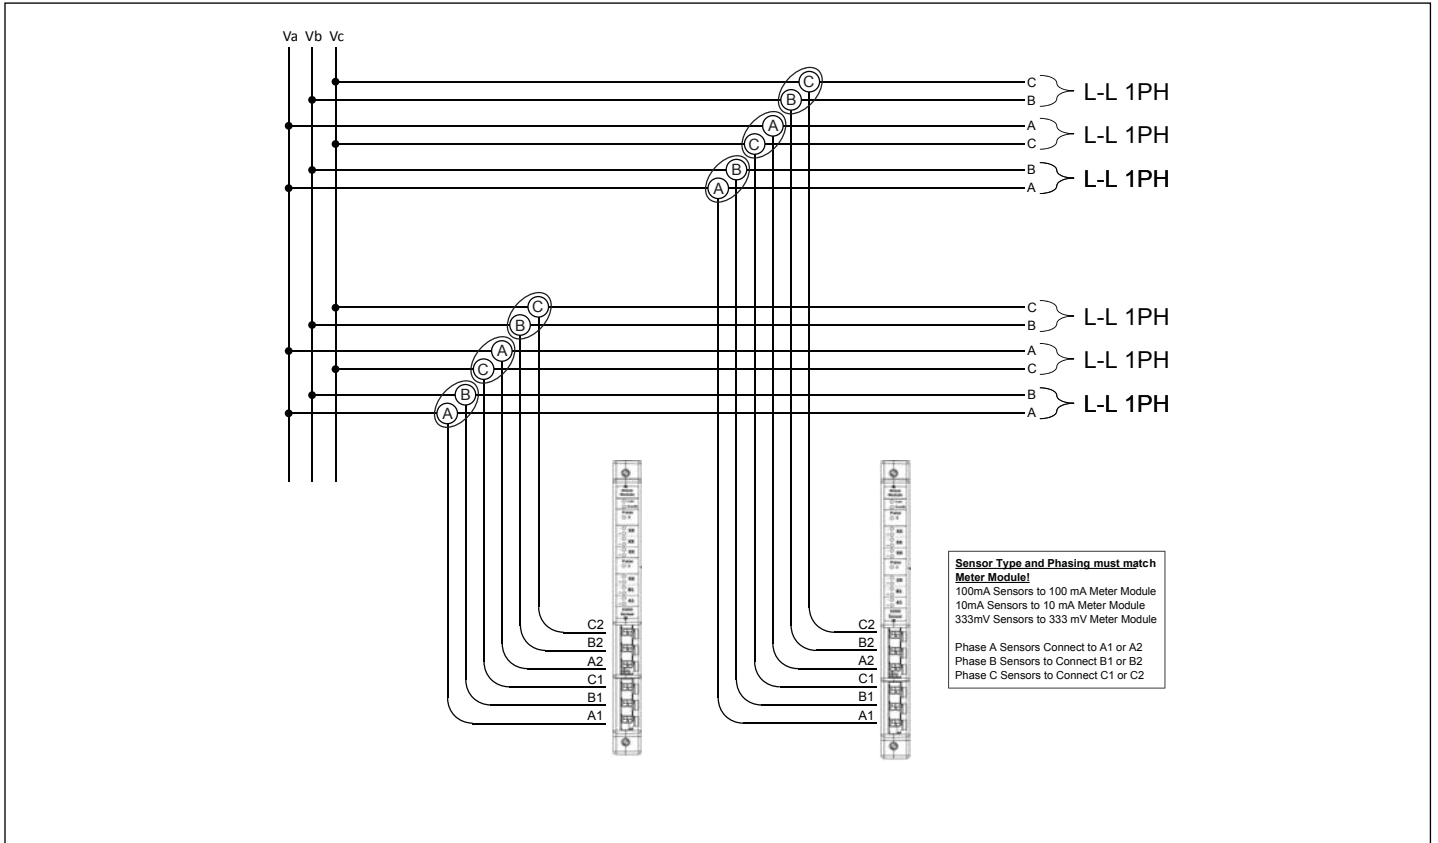 Va Vb Vc
C
C
B
B
L-L 1PH
A
A
C
C
L-L 1PH
B
B
A
A
L-L 1PH
C
C
B
B
L-L 1PH
A
A
C
C
L-L 1PH
B
B
A
A
L-L 1PH
C2
B2
A2
C1
B1
A1
C2
B2
A2
C1
B1
A1
Sensor Type and Phasing must match
Meter Module!
100mA Sensors to 100 mA Meter Module
10mA Sensors to 10 mA Meter Module
333mV Sensors to 333 mV Meter Module
Phase A Sensors Connect to A1 or A2
Phase B Sensors to Connect B1 or B2
Phase C Sensors to Connect C1 or C2